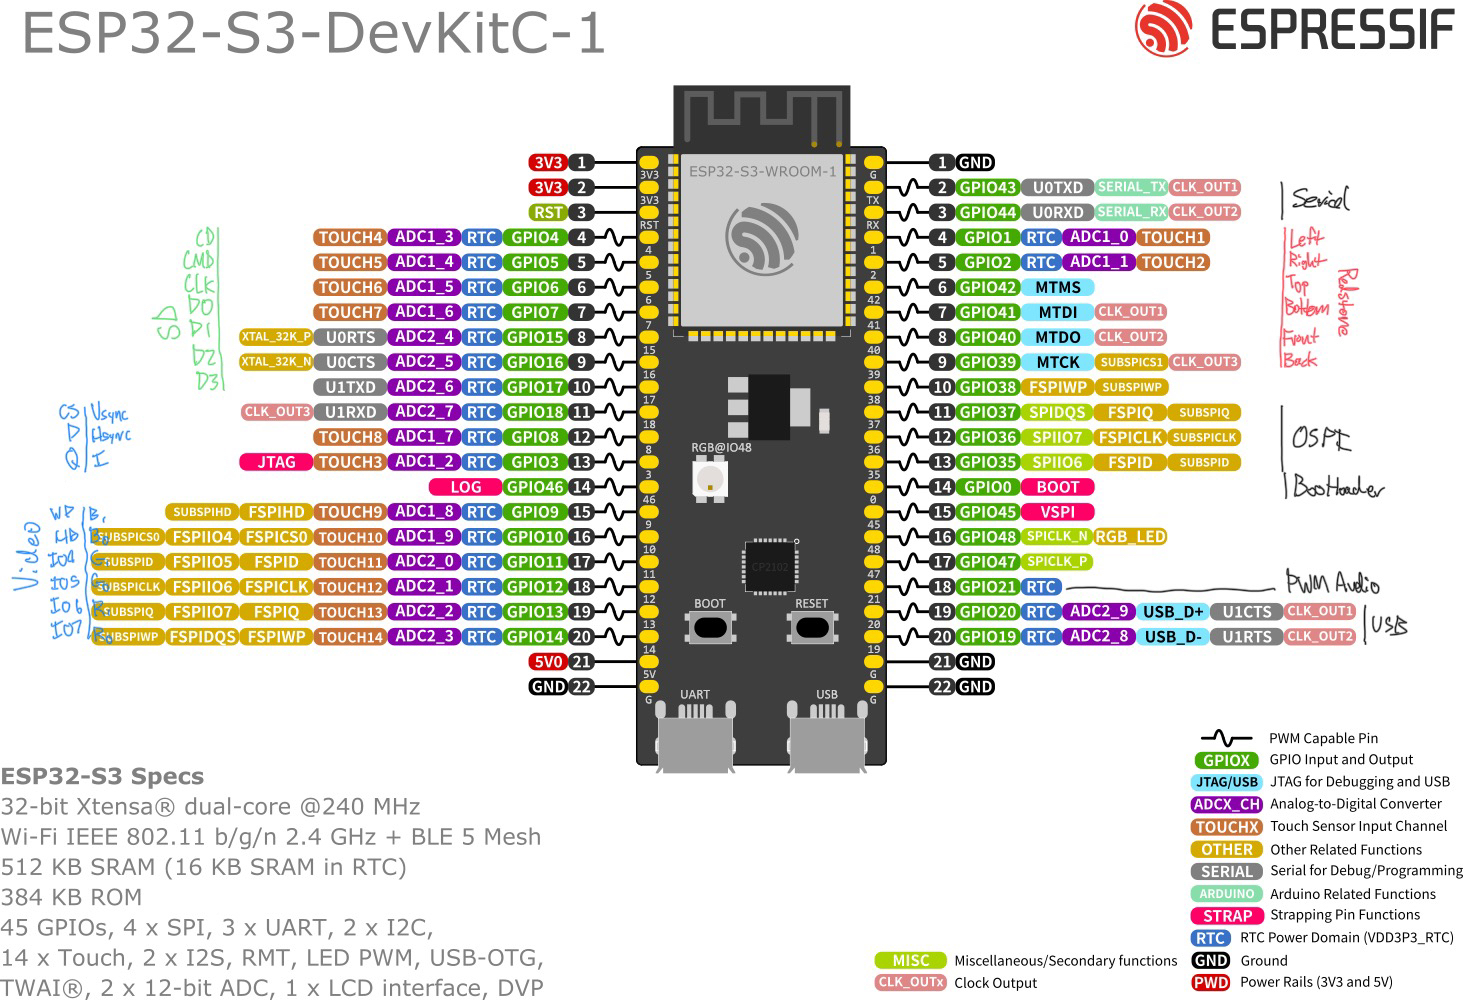 ESP32-S3-DevKitC-1
ESPRESSIF
ESP32-S3-WROOM-1
3V3 1
3V3 2
RST 3
TOUCH4 ADC1_3 RTC GPIO4 4
TOUCH5 ADC1_4 RTC GPIO5 5
TOUCH6 ADC1_5 RTC GPIO6 6
TOUCH7 ADC1_6 RTC GPIO7 7
XTAL_32K_P U0RTS ADC2_4 RTC GPIO15 8
XTAL_32K_N U0CTS ADC2_5 RTC GPIO16 9
U1TXD ADC2_6 RTC GPIO17 10
CLK_OUT3 U1RXD ADC2_7 RTC GPIO18 11
TOUCH8 ADC1_7 RTC GPIO8 12
JTAG TOUCH3 ADC1_2 RTC GPIO3 13
LOG GPIO46 14
SUBSPIHD FSPIHD TOUCH9 ADC1_8 RTC GPIO9 15
SUBSPICS0 FSPIIO4 FSPICS0 TOUCH10 ADC1_9 RTC GPIO10 16
SUBSPID FSPIIO5 FSPID TOUCH11 ADC2_0 RTC GPIO11 17
SUBSPICLK FSPIIO6 FSPICLK TOUCH12 ADC2_1 RTC GPIO12 18
SUBSPIQ FSPIIO7 FSPIQ TOUCH13 ADC2_2 RTC GPIO13 19
SUBSPIWP FSPIDQS FSPIWP TOUCH14 ADC2_3 RTC GPIO14 20
5V0 21
GND 22
CD
CMD
CLK
D0
D1
D2
D3
SD
CS Vsync
D Hsync
Q I
WP B1
HD B0
IO4
IO5
IO6
IO7 R0
Video
3V3
3V3
RST
4
5
6
7
15
16
17
18
8
3
46
9
10
11
12
13
14
5V
G
G
TX
RX
1
2
42
41
40
39
38
37
36
35
0
45
48
47
21
20
19
G
G
RGB@IO48
CP2102
BOOT
RESET
UART
USB
1 GND
2 GPIO43 U0TXD SERIAL_TX CLK_OUT1
3 GPIO44 U0RXD SERIAL_RX CLK_OUT2
4 GPIO1 RTC ADC1_0 TOUCH1
5 GPIO2 RTC ADC1_1 TOUCH2
6 GPIO42 MTMS
7 GPIO41 MTDI CLK_OUT1
8 GPIO40 MTDO CLK_OUT2
9 GPIO39 MTCK SUBSPICS1 CLK_OUT3
10 GPIO38 FSPIWP SUBSPIWP
11 GPIO37 SPIDQS FSPIQ SUBSPIQ
12 GPIO36 SPIIO7 FSPICLK SUBSPICLK
13 GPIO35 SPIIO6 FSPID SUBSPID
14 GPIO0 BOOT
15 GPIO45 VSPI
16 GPIO48 SPICLK_N RGB_LED
17 GPIO47 SPICLK_P
18 GPIO21 RTC
19 GPIO20 RTC ADC2_9 USB_D+ U1CTS CLK_OUT1
20 GPIO19 RTC ADC2_8 USB_D- U1RTS CLK_OUT2
21 GND
22 GND
Serial
Left
Right
Top
Bottom
Front
Back
Redstone
OSPI
Bootloader
PWM Audio
USB
ESP32-S3 Specs
32-bit Xtensa® dual-core @240 MHz
Wi-Fi IEEE 802.11 b/g/n 2.4 GHz + BLE 5 Mesh
512 KB SRAM (16 KB SRAM in RTC)
384 KB ROM
45 GPIOs, 4 x SPI, 3 x UART, 2 x I2C,
14 x Touch, 2 x I2S, RMT, LED PWM, USB-OTG,
TWAI®, 2 x 12-bit ADC, 1 x LCD interface, DVP
PWM Capable Pin
GPIOX GPIO Input and Output
JTAG/USB JTAG for Debugging and USB
ADCX_CH Analog-to-Digital Converter
TOUCHX Touch Sensor Input Channel
OTHER Other Related Functions
SERIAL Serial for Debug/Programming
ARDUINO Arduino Related Functions
STRAP Strapping Pin Functions
RTC RTC Power Domain (VDD3P3_RTC)
GND Ground
PWD Power Rails (3V3 and 5V)
MISC Miscellaneous/Secondary functions
CLK_OUTx Clock Output